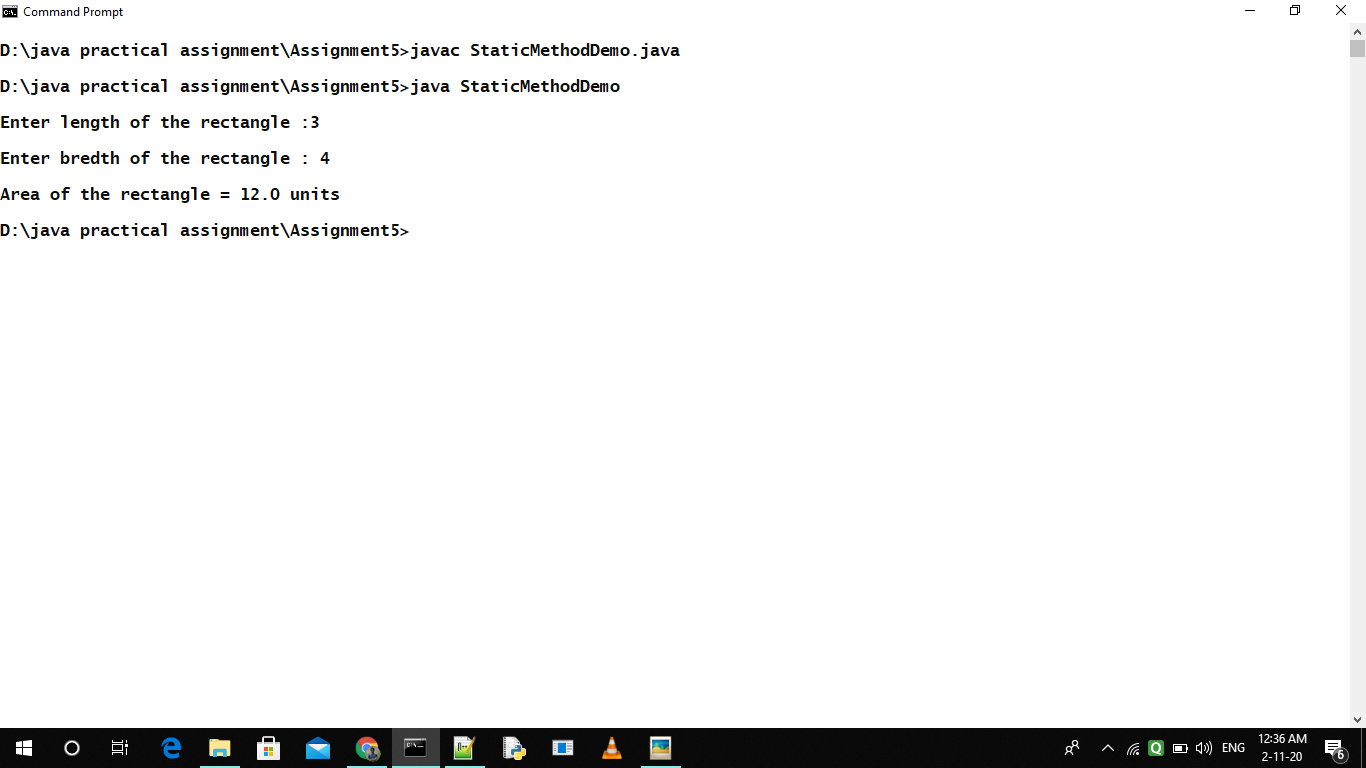 Command Prompt
D:\java practical assignment\Assignment5>javac StaticMethodDemo.java
D:\java practical assignment\Assignment5>java StaticMethodDemo
Enter length of the rectangle :3
Enter bredth of the rectangle : 4
Area of the rectangle = 12.0 units
D:\java practical assignment\Assignment5>
ENG
12:36 AM
2-11-20
6